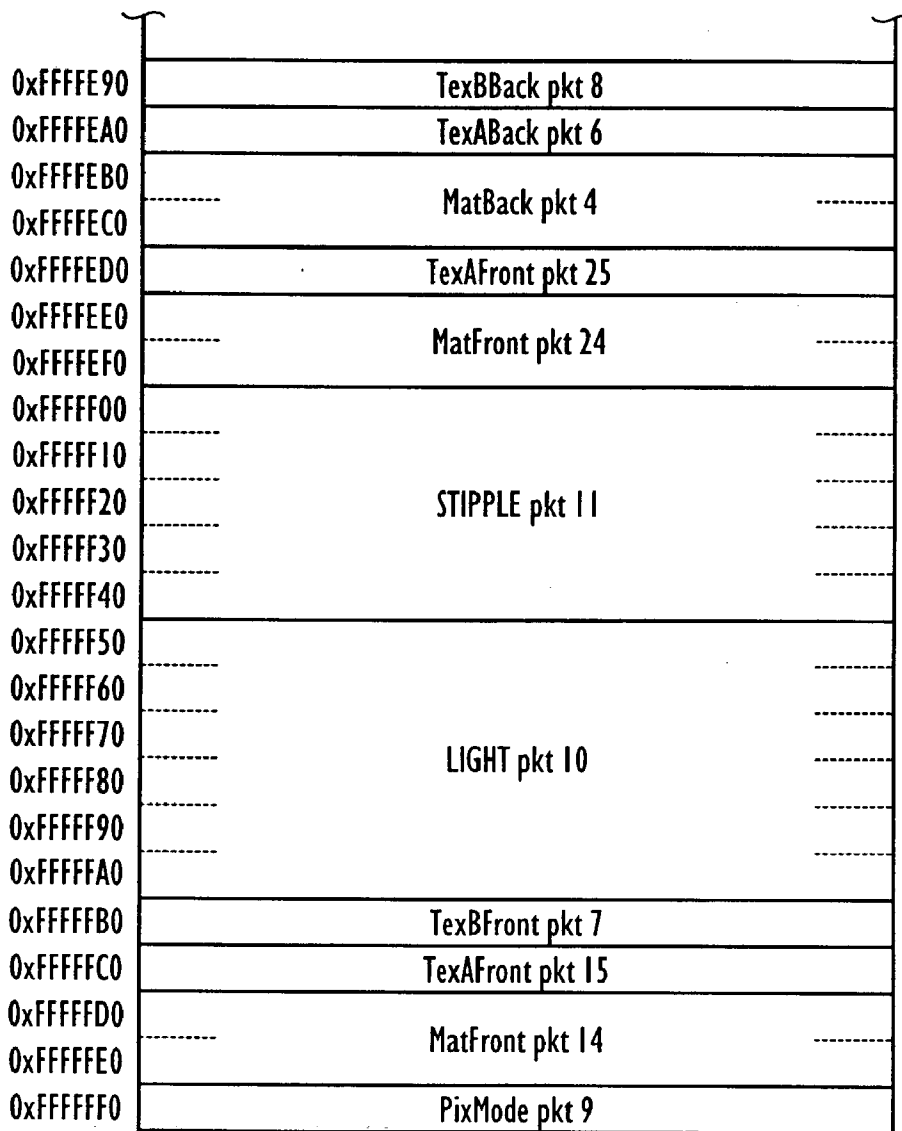 0xFFFFE90 TexBBack pkt 8
0xFFFFEA0 TexABack pkt 6
0xFFFFEB0
MatBack pkt 4
0xFFFFEC0
0xFFFFED0 TexAFront pkt 25
0xFFFFEE0
MatFront pkt 24
0xFFFFEF0
0xFFFFF00
0xFFFFF10
0xFFFFF20 STIPPLE pkt 11
0xFFFFF30
0xFFFFF40
0xFFFFF50
0xFFFFF60
0xFFFFF70
LIGHT pkt 10
0xFFFFF80
0xFFFFF90
0xFFFFFA0
0xFFFFFB0 TexBFront pkt 7
0xFFFFFC0 TexAFront pkt 15
0xFFFFFD0
MatFront pkt 14
0xFFFFFE0
0xFFFFFF0 PixMode pkt 9